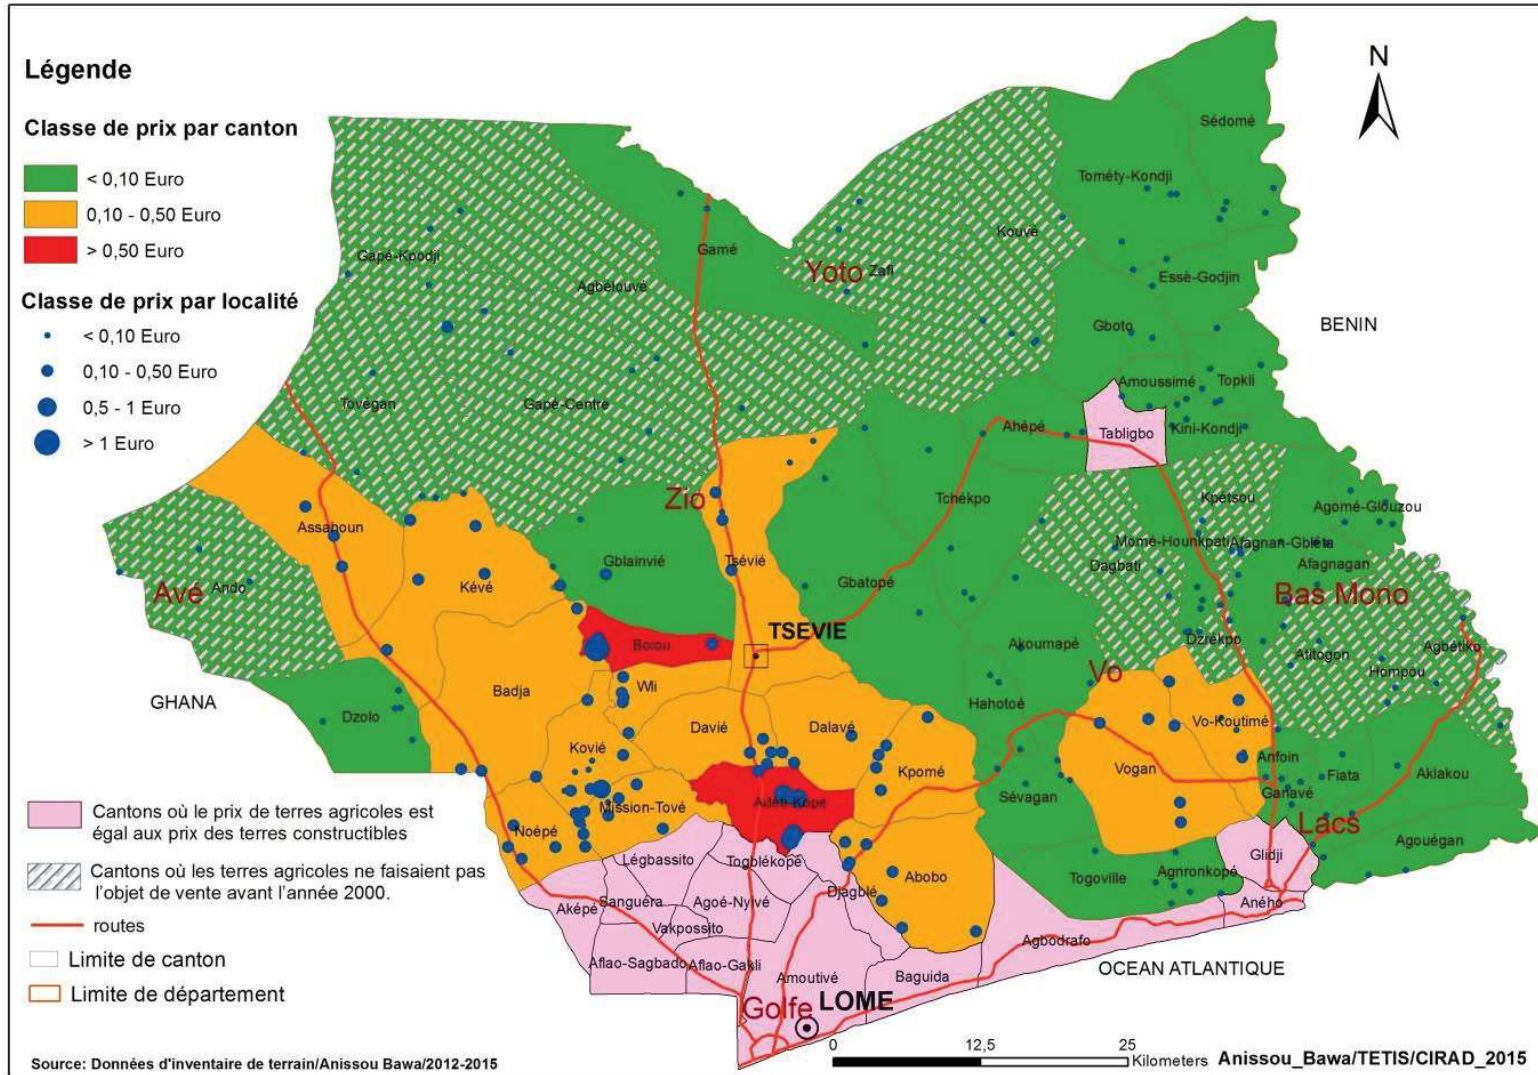 Légende
Classe de prix par canton
< 0,10 Euro
0,10 - 0,50 Euro
> 0,50 Euro
Classe de prix par localité
< 0,10 Euro
0,10 - 0,50 Euro
0,5 - 1 Euro
> 1 Euro
N
Sédomé
Tométy-Kondji
Kouvé
Gamé
Gapé-Kpodji
Yoto
Zafi
Essè-Godjin
Agbélouvé
BENIN
Gboto
Amoussimé
Topkli
Tovégan
Gapé-Centre
Ahépé
Tabligbo
Kini-Kondji
Zio
Tchékpo
Kpétsou
Agomé-Glouzou
Assahoun
Tsévié
Momé-Hounkpati
Afagnan-Gbléta
Gblainvié
Dagbati
Afagnagan
Avé
Ando
Kévé
Gbatopé
Bas Mono
TSEVIE
Bolou
Akoumapé
Dzrékpo
Atitogon
Agbétiko
Hompou
Vo
Wli
Badja
GHANA
Dzolo
Hahotoé
Davié
Dalavé
Vo-Koutimé
Kovié
Kpomé
Vogan
Anfoin
Fiata
Aklakou
Sévagan
Ganavé
Mission-Tové
Adéti-Kopé
Noépé
Lacs
Agouégan
Légbassito
Togblékopé
Glidji
Togoville
Agnronkopé
Djagblé
Abobo
Aképé
Sanguéra
Agoé-Nyivé
Aného
Vakpossito
Agbodrafo
Aflao-Sagbado
Aflao-Gakli
Amoutivé
Baguida
OCEAN ATLANTIQUE
Golfe
LOME
Cantons où le prix de terres agricoles est
égal aux prix des terres constructibles
Cantons où les terres agricoles ne faisaient pas
l'objet de vente avant l'année 2000.
routes
Limite de canton
Limite de département
0 12,5 25
Kilometers
Source: Données d'inventaire de terrain/Anissou Bawa/2012-2015
Anissou_Bawa/TETIS/CIRAD_2015